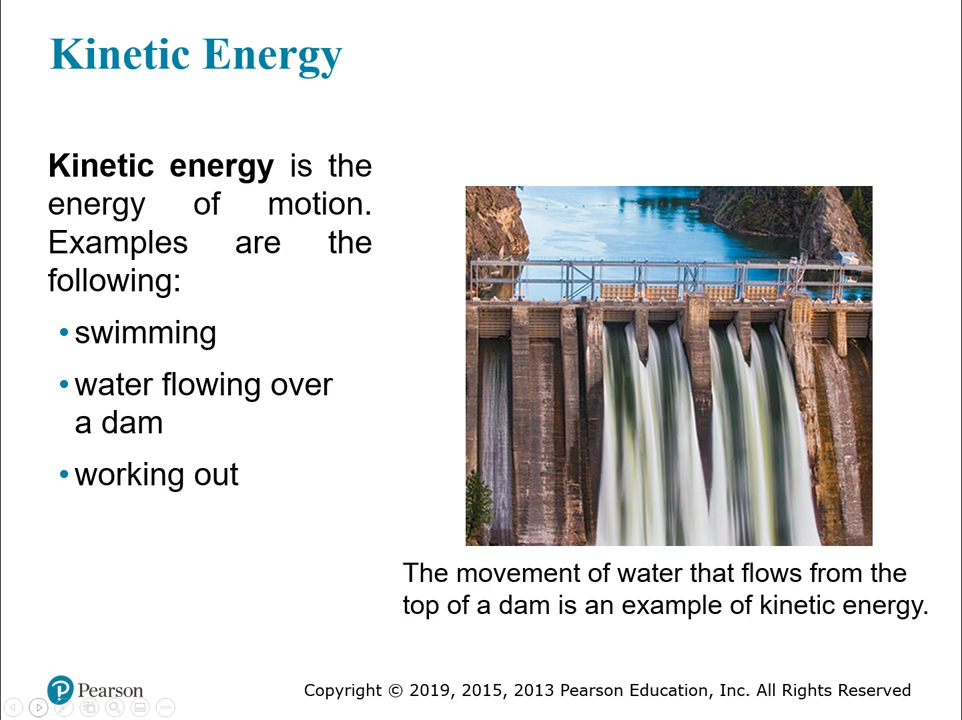 Kinetic Energy
Kinetic energy is the
energy of motion.
Examples are the
following:
• swimming
• water flowing over
a dam
• working out
The movement of water that flows from the
top of a dam is an example of kinetic energy.
Pearson
Copyright © 2019, 2015, 2013 Pearson Education, Inc. All Rights Reserved